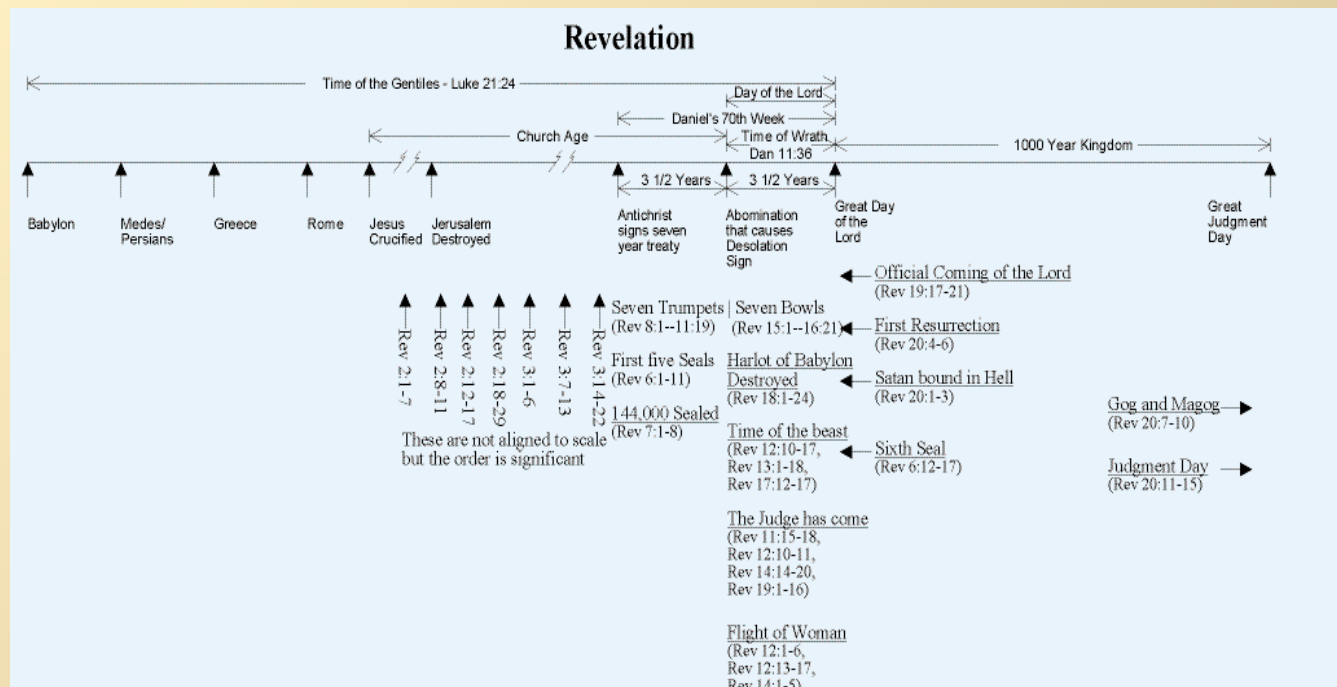 Revelation
Time of the Gentiles - Luke 21:24
Day of the Lord
Daniel's 70th Week
Church Age
Time of Wrath
Dan 11:36
1000 Year Kingdom
3 1/2 Years
3 1/2 Years
Babylon
Medes/
Persians
Greece
Rome
Jesus
Crucified
Jerusalem
Destroyed
Antichrist
signs seven
year treaty
Abomination
that causes
Desolation
Sign
Great Day
of the
Lord
Great
Judgment
Day
Rev 2:1-7
Rev 2:8-11
Rev 2:12-17
Rev 2:18-29
Rev 3:1-6
Rev 3:7-13
Rev 3:14-22
These are not aligned to scale
but the order is significant
Seven Trumpets
(Rev 8:1--11:19)
First five Seals
(Rev 6:1-11)
144,000 Sealed
(Rev 7:1-8)
Seven Bowls
(Rev 15:1--16:21)
Harlot of Babylon
Destroyed
(Rev 18:1-24)
Time of the beast
(Rev 12:10-17,
Rev 13:1-18,
Rev 17:12-17)
The Judge has come
(Rev 11:15-18,
Rev 12:10-11,
Rev 14:14-20,
Rev 19:1-16)
Flight of Woman
(Rev 12:1-6,
Rev 12:13-17,
Rev 14:1-5)
Official Coming of the Lord
(Rev 19:17-21)
First Resurrection
(Rev 20:4-6)
Satan bound in Hell
(Rev 20:1-3)
Sixth Seal
(Rev 6:12-17)
Gog and Magog
(Rev 20:7-10)
Judgment Day
(Rev 20:11-15)